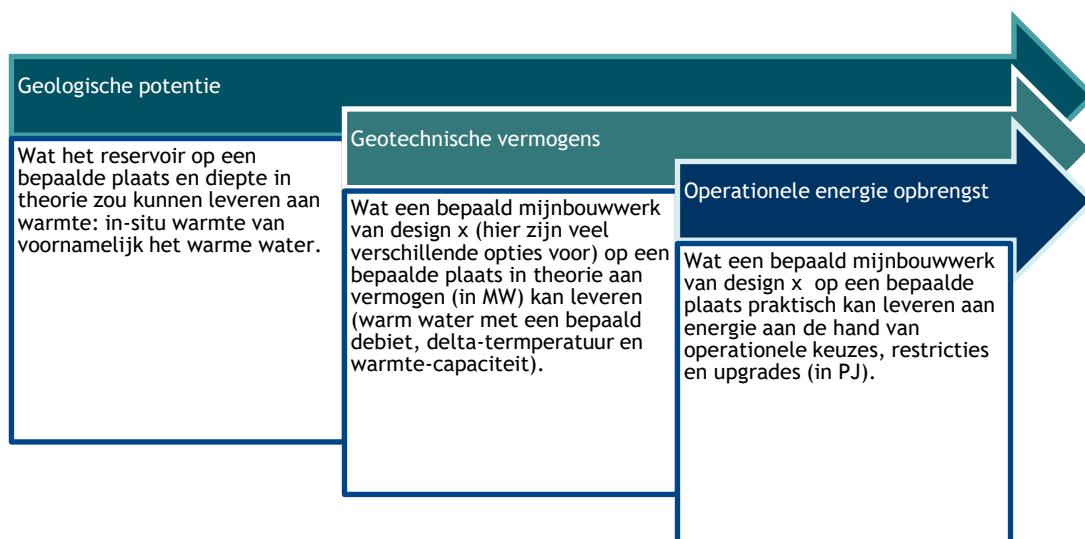 Geologische potentie
Wat het reservoir op een
bepaalde plaats en diepte in
theorie zou kunnen leveren aan
warmte: in-situ warmte van
voornamelijk het warme water.
Geotechnische vermogens
Wat een bepaald mijnbouwwerk
van design x (hier zijn veel
verschillende opties voor) op een
bepaalde plaats in theorie aan
vermogen (in MW) kan leveren
(warm water met een bepaald
debiet, delta-termperatuur en
warmte-capaciteit).
Operationele energie opbrengst
Wat een bepaald mijnbouwwerk
van design x op een bepaalde
plaats praktisch kan leveren aan
energie aan de hand van
operationele keuzes, restricties
en upgrades (in PJ).